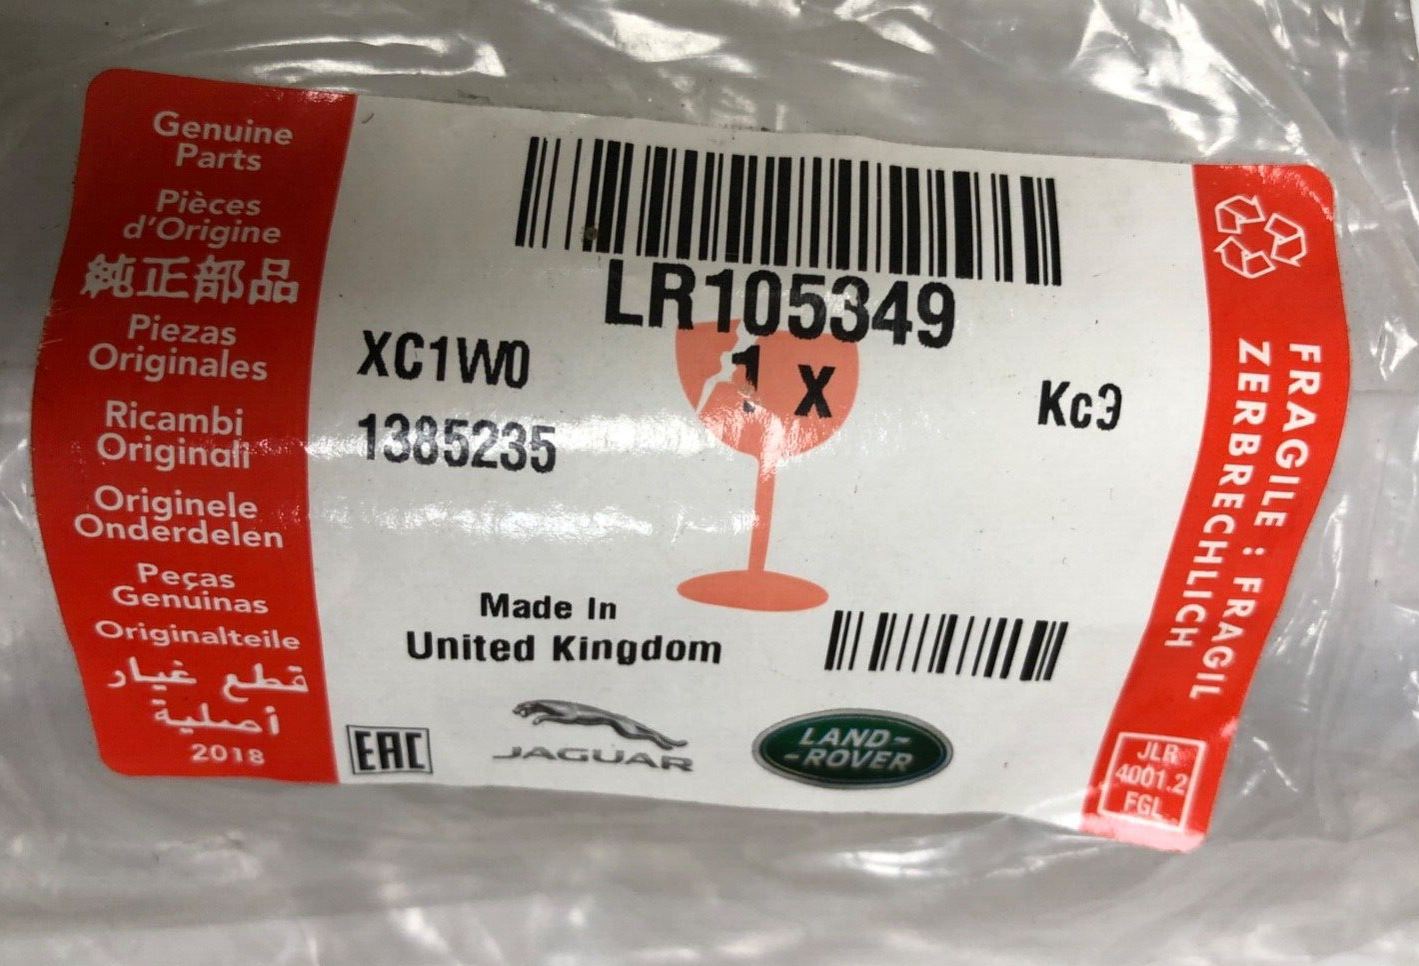 Genuine
Parts
Pièces
d'Origine
純正部品
Piezas
Originales
Ricambi
Originali
Originele
Onderdelen
Peças
Genuinas
Originalteile
قطع غيار
أصلية
2018
LR105349
1 X
XC1W0
KcЭ
1385235
Made In
United Kingdom
EAC
JAGUAR
LAND-
-ROVER
FRAGILE : FRAGIL
ZERBRECHLICH
JLR
4001.2
FGL